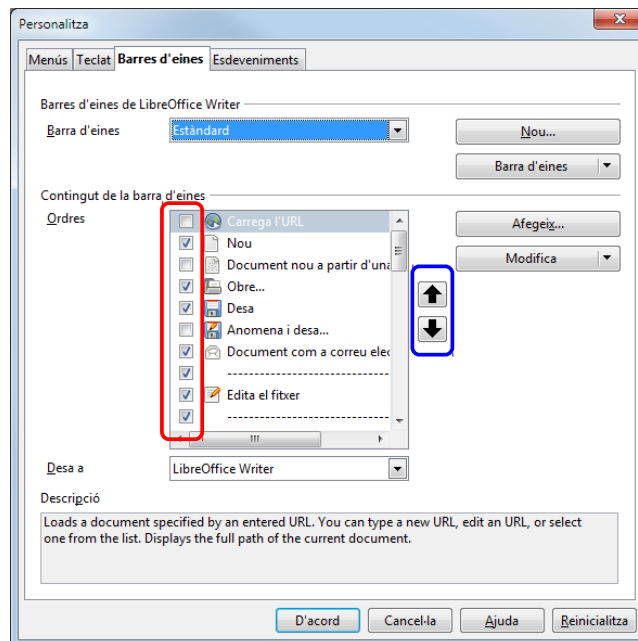 Personalitza
Menús Teclat Barres d'eines Esdeveniments
Barres d'eines de LibreOffice Writer
Barra d'eines Estàndard Nou...
Barra d'eines
Contingut de la barra d'eines
Ordres Carrega l'URL Afegeix...
Nou
Document nou a partir d'una Modifica
Obre...
Desa
Anomena i desa...
Document com a correu elec
----------------------------
Edita el fitxer
----------------------------
Desa a LibreOffice Writer
Descripció
Loads a document specified by an entered URL. You can type a new URL, edit an URL, or select
one from the list. Displays the full path of the current document.
D'acord Cancel·la Ajuda Reinicialitza